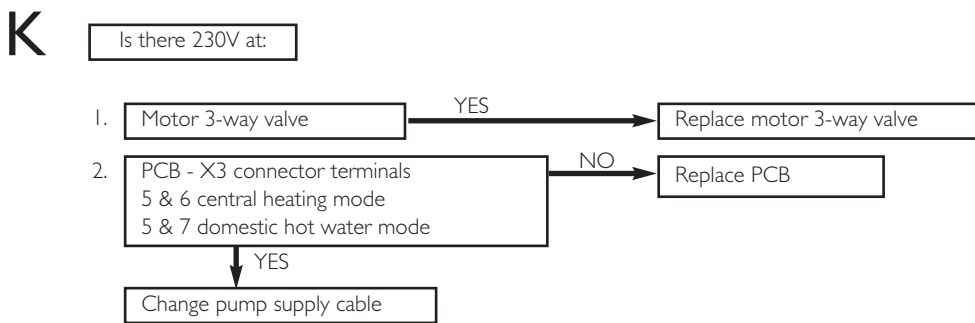 K
Is there 230V at:
1. Motor 3-way valve
YES
Replace motor 3-way valve
2. PCB - X3 connector terminals
5 & 6 central heating mode
5 & 7 domestic hot water mode
NO
Replace PCB
YES
Change pump supply cable